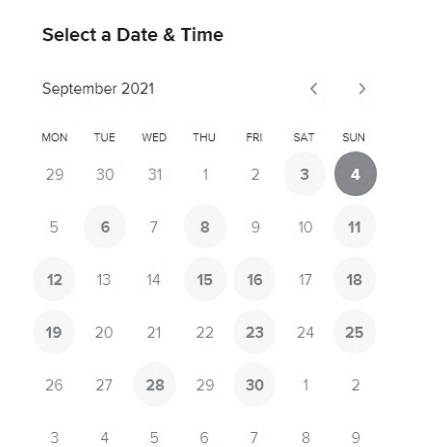 Select a Date & Time
September 2021
MON TUE WED THU FRI SAT SUN
29 30 31 1 2 3 4
5 6 7 8 9 10 11
12 13 14 15 16 17 18
19 20 21 22 23 24 25
26 27 28 29 30 1 2
3 4 5 6 7 8 9